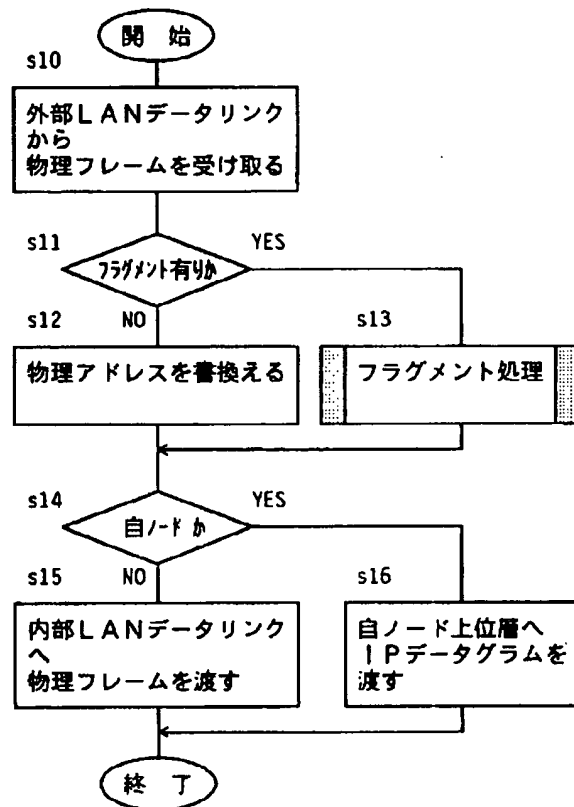 開 始
s10
外部LANデータリンク
から
物理フレームを受け取る
s11
YES
フラグメント有りか
s12
NO
s13
物理アドレスを書換える
フラグメント処理
s14
YES
自ノードか
s15
NO
s16
内部LANデータリンク
へ
物理フレームを渡す
自ノード上位層へ
IPデータグラムを
渡す
終 了